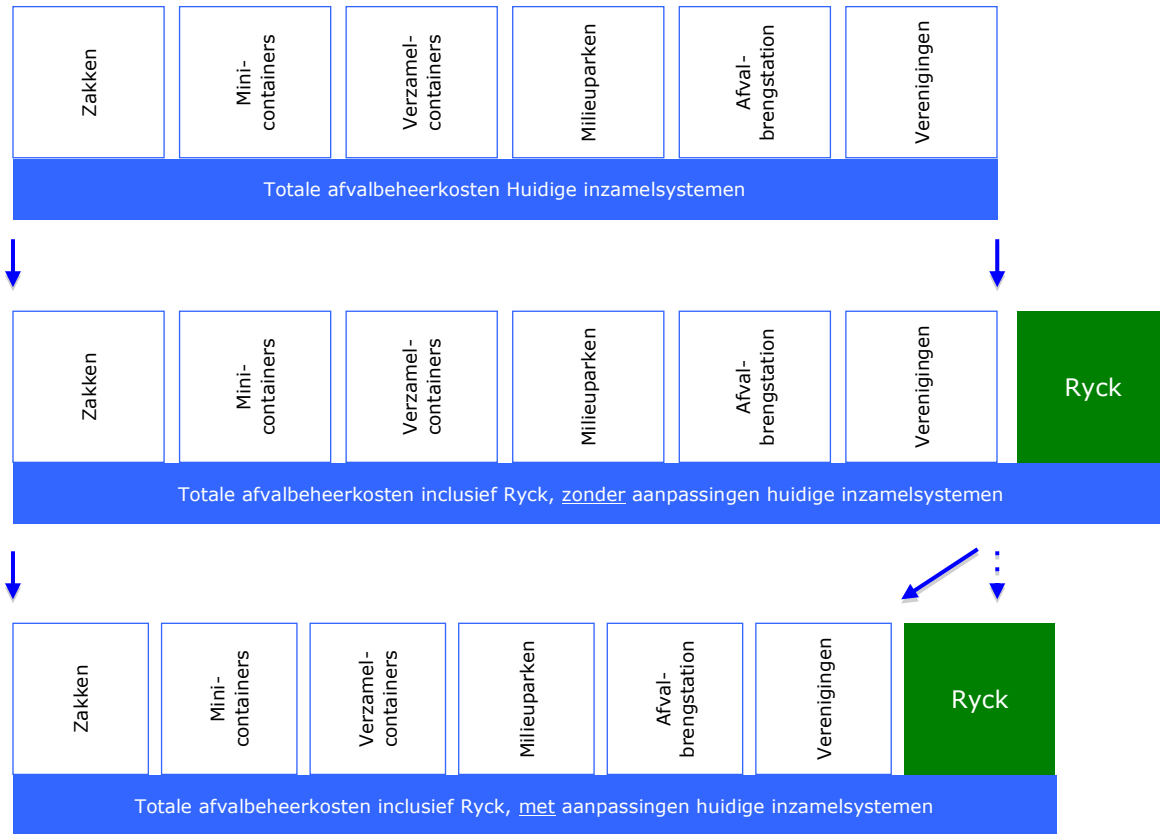 Zakken
Mini-
containers
Verzamel-
containers
Milieuparken
Afval-
brengstation
Verenigingen
Totale afvalbeheerkosten Huidige inzamelsystemen
Zakken
Mini-
containers
Verzamel-
containers
Milieuparken
Afval-
brengstation
Verenigingen
Ryck
Totale afvalbeheerkosten inclusief Ryck, zonder aanpassingen huidige inzamelsystemen
Zakken
Mini-
containers
Verzamel-
containers
Milieuparken
Afval-
brengstation
Verenigingen
Ryck
Totale afvalbeheerkosten inclusief Ryck, met aanpassingen huidige inzamelsystemen